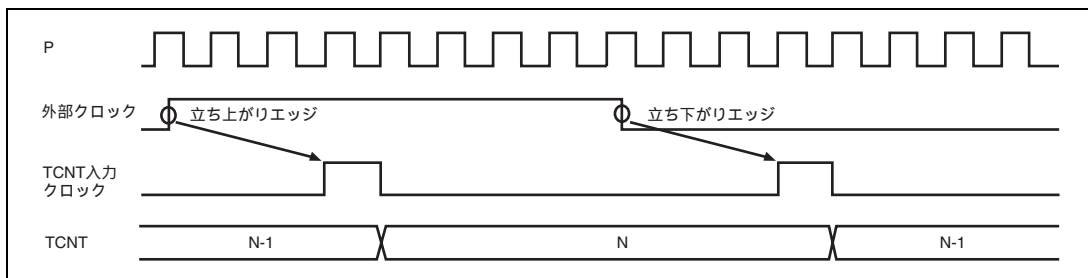 P
外部クロック
立ち上がりエッジ
立ち下がりエッジ
TCNT入力
クロック
TCNT
N-1
N
N-1